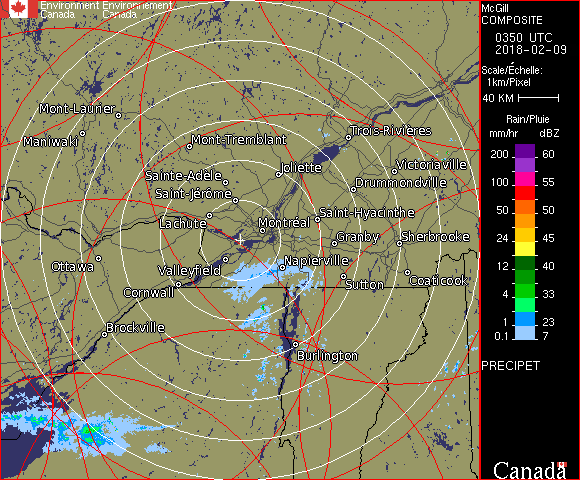 Environment Environnement
Canada Canada
McGill
COMPOSITE
0350 UTC
2018-02-09
Scale/Échelle:
1km/Pixel
40 KM
Rain/Pluie
mm/hr dBZ
200 60
100 55
50 50
24 45
12 40
4 33
1 23
0.1 7
PRECIPET
Canada
Mont-Laurier
Maniwaki
Mont-Tremblant
Trois-Rivières
Sainte-Adèle
Joliette
Victoriaville
Saint-Jérôme
Drummondville
Lachute
Montréal
Saint-Hyacinthe
Granby
Sherbrooke
Ottawa
Valleyfield
Napierville
Cornwall
Sutton
Coaticook
Brockville
Burlington